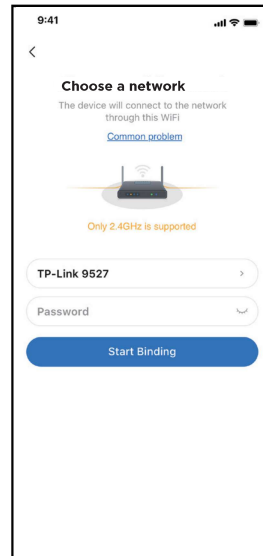 9:41
Choose a network
The device will connect to the network
through this WiFi
Common problem
Only 2.4GHz is supported
TP-Link 9527
Password
Start Binding